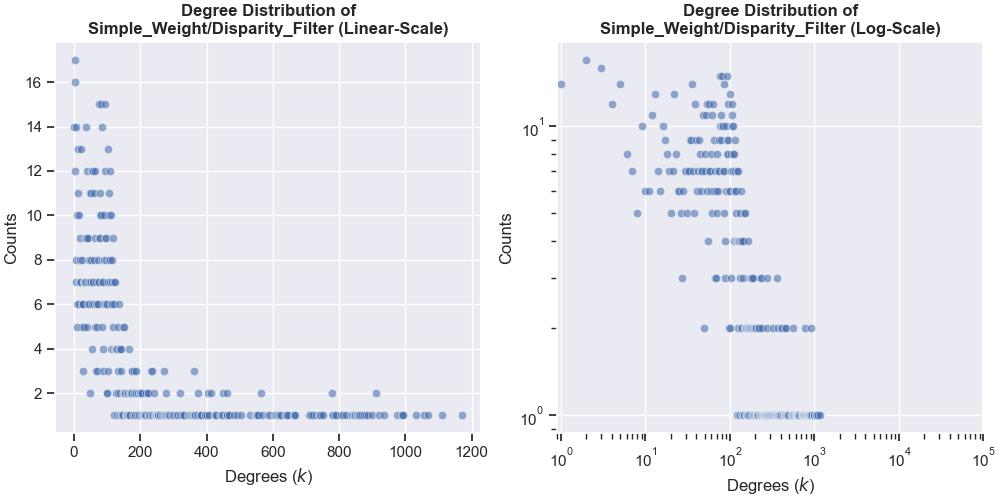 Degree Distribution of
Simple_Weight/Disparity_Filter (Linear-Scale)
16
14
12
10
8
6
4
2
Counts
0 200 400 600 800 1000 1200
Degrees (k)
Degree Distribution of
Simple_Weight/Disparity_Filter (Log-Scale)
10^1
10^0
Counts
10^0 10^1 10^2 10^3 10^4 10^5
Degrees (k)